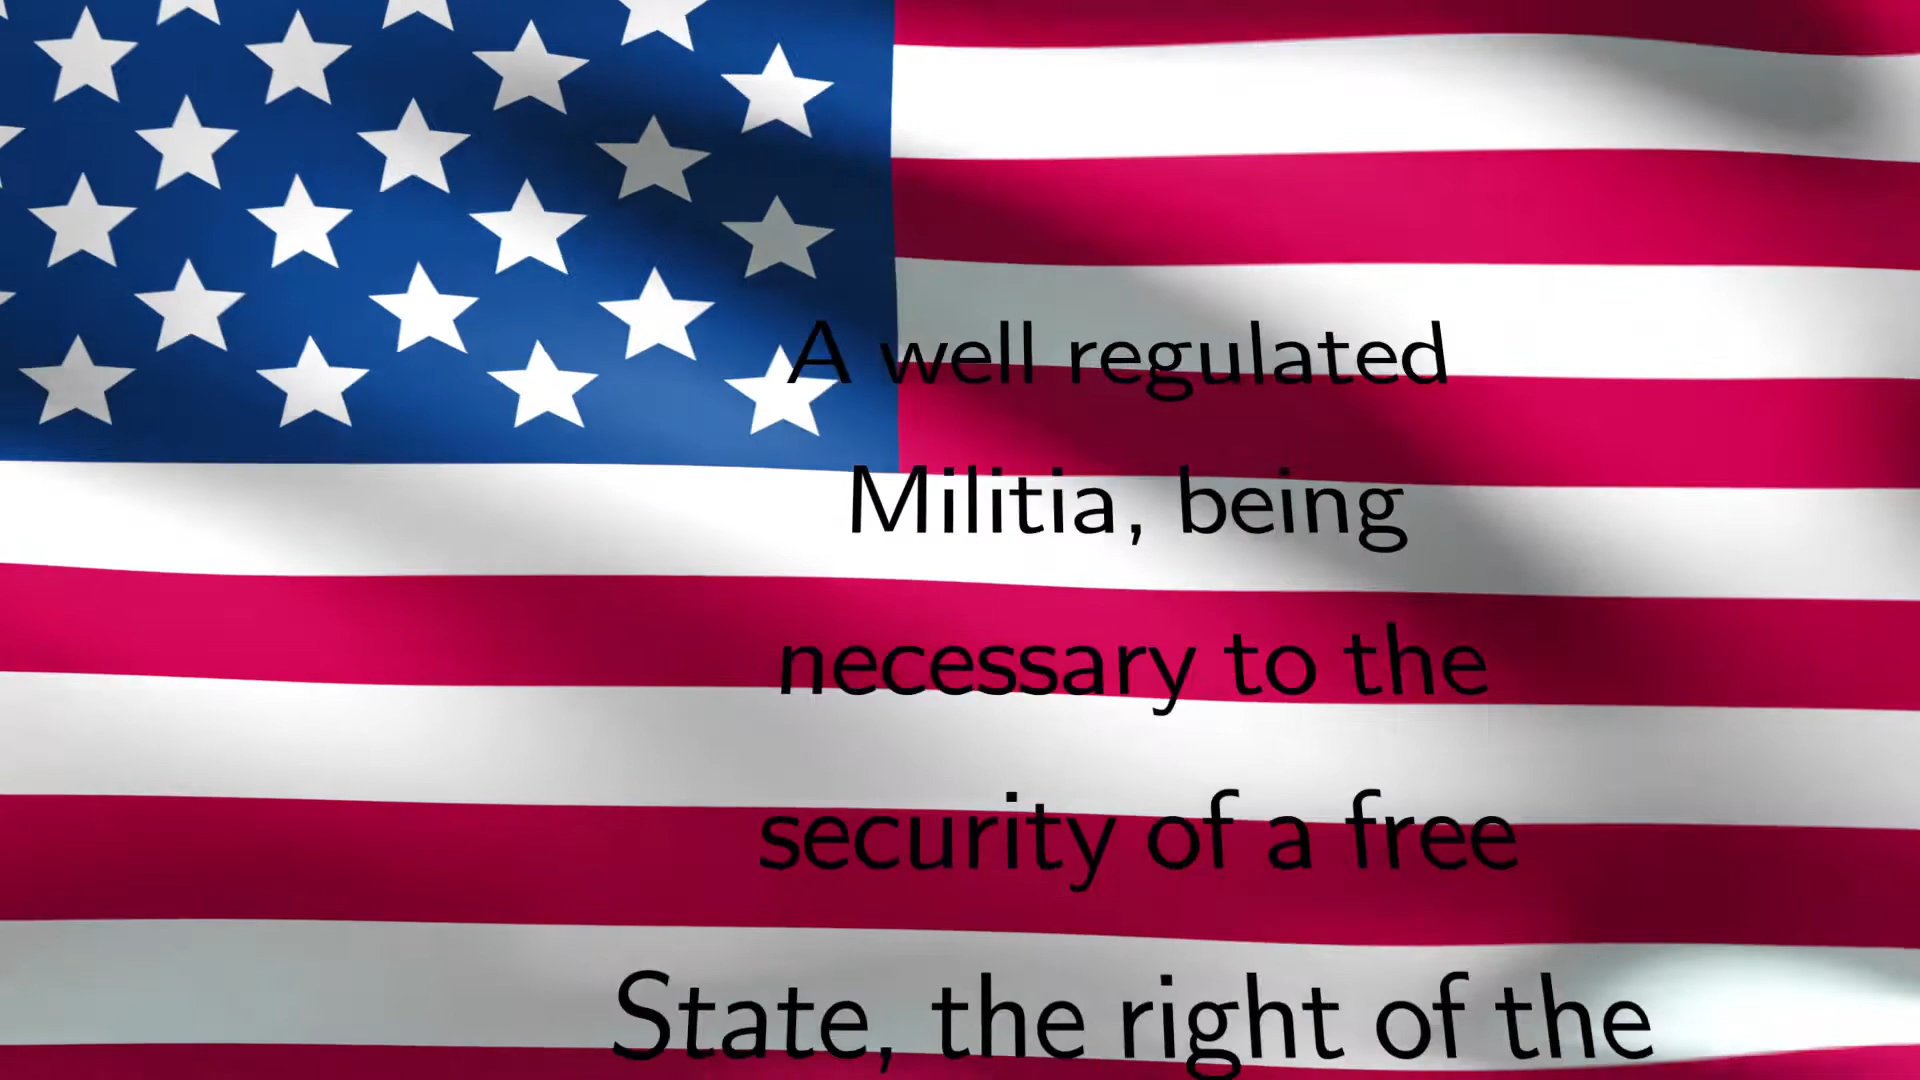 A well regulated
Militia, being
necessary to the
security of a free
State, the right of the